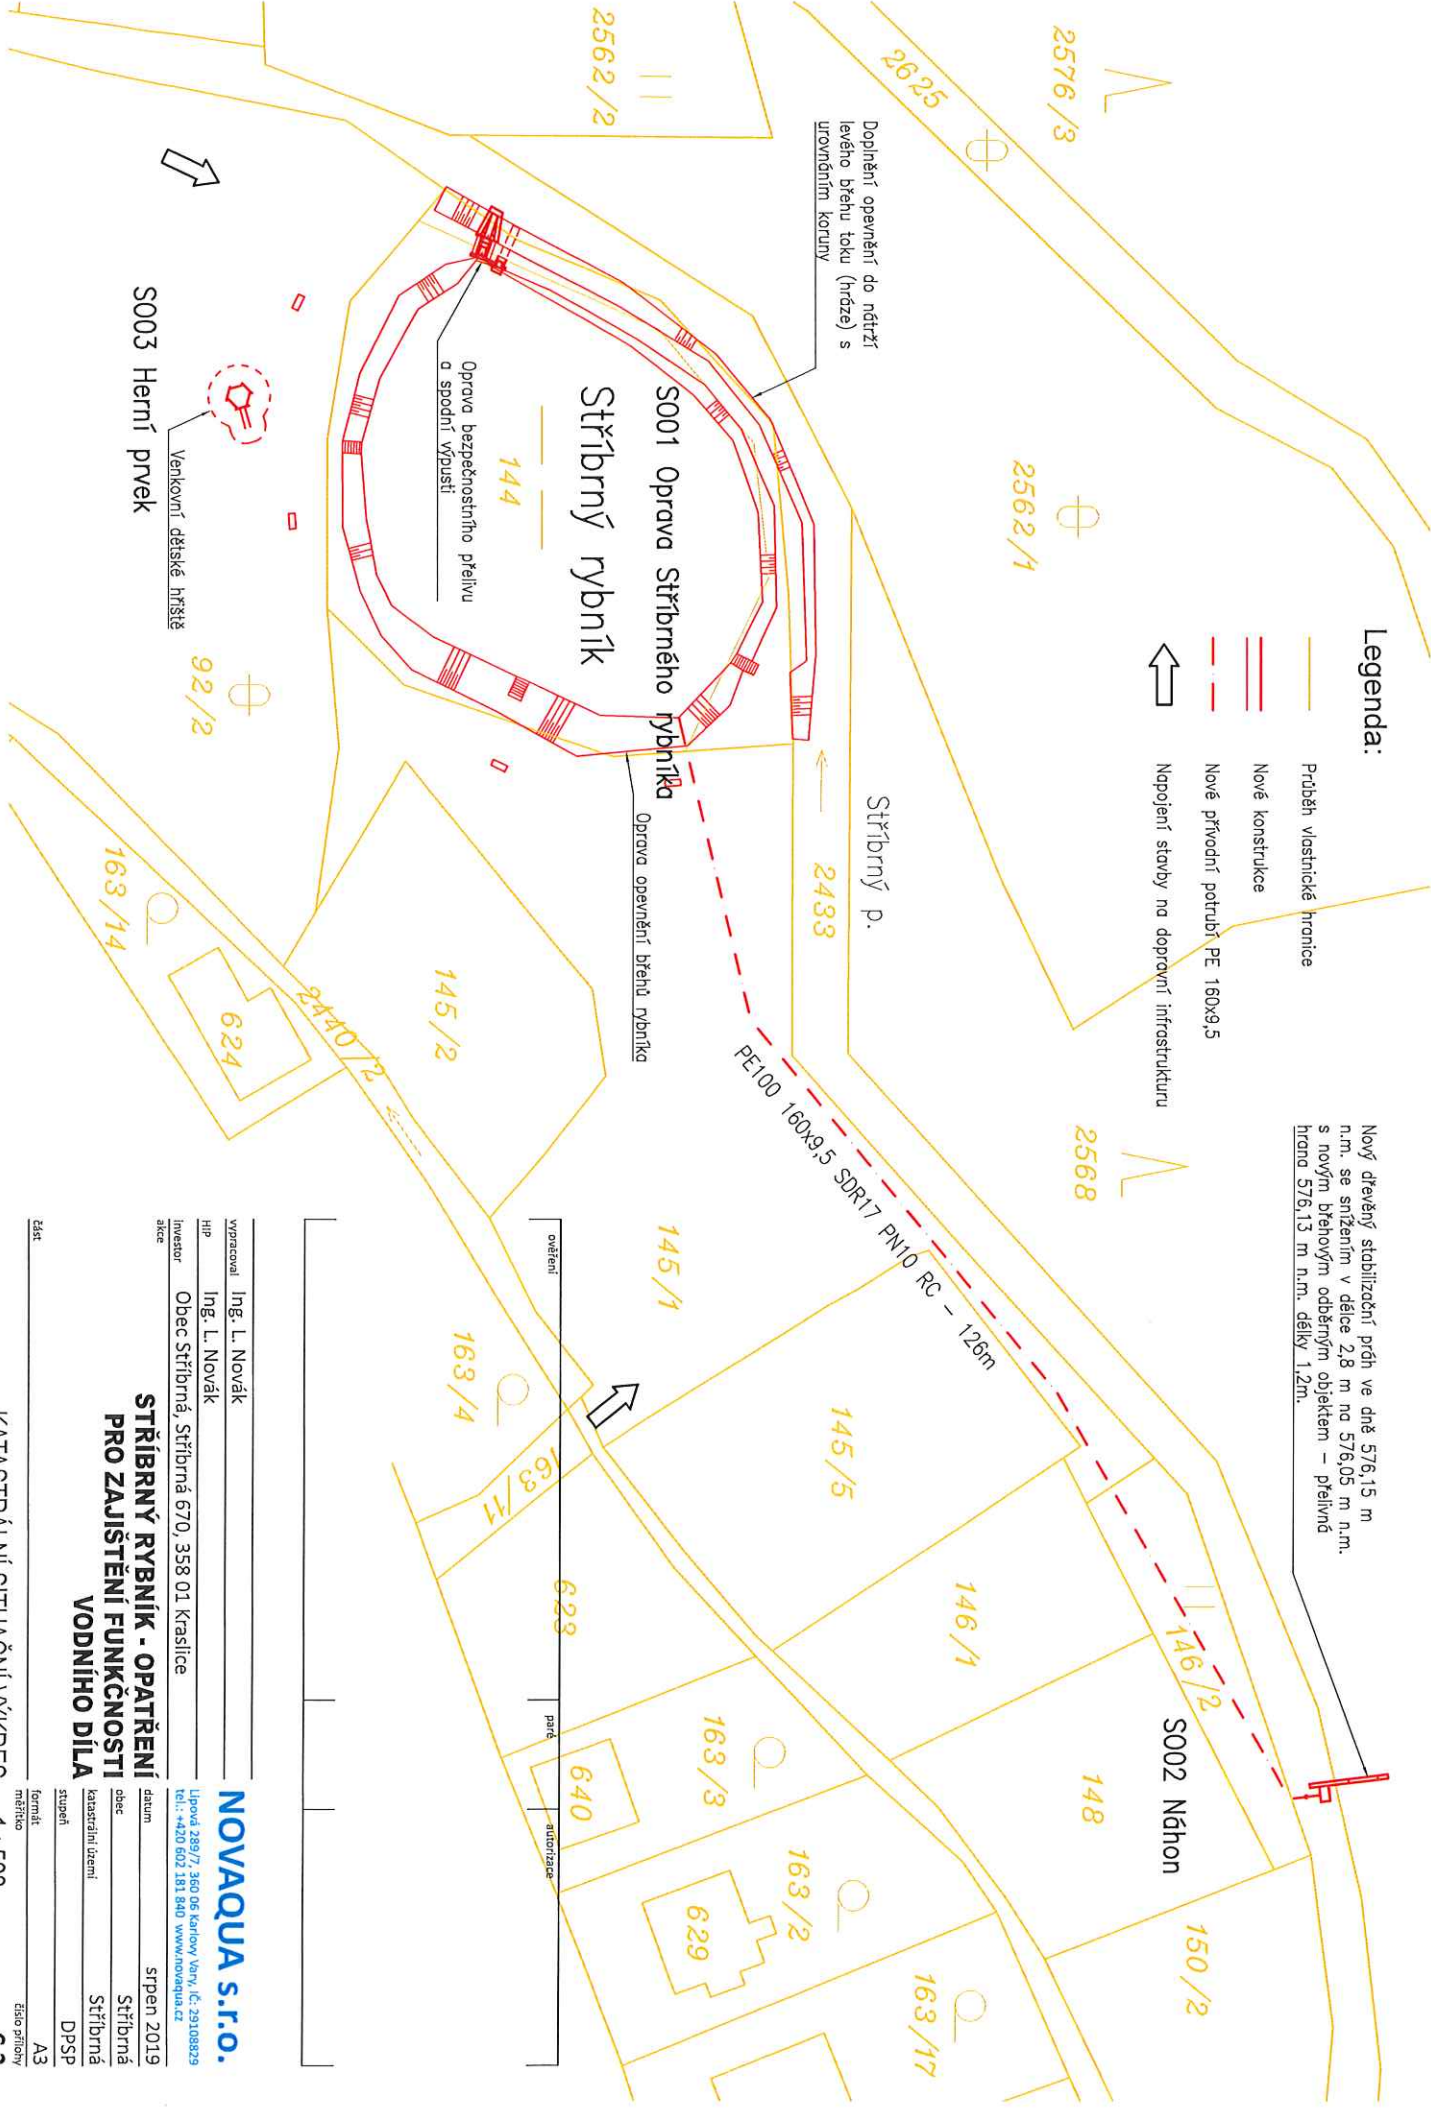 Legenda:
Průběh vlastnické hranice
Nové konstrukce
Nové přívodní potrubí PE 160x9,5
Napojení stavby na dopravní infrastrukturu
Nový dřevěný stabilizační práh ve dně 576,15 m
n.m. se snížením v délce 2,8 m na 576,05 m n.m.
s novým břehovým odběrným objektem – přelivná
hrana 576,13 m n.m. délky 1,2m.
2576/3
2625
2562/1
2562/2
2568
Doplnění opevnění do nátrží
levého břehu toku (hráze) s
urovnáním koruny
Stříbrný p.
2433
SO01 Oprava Stříbrného rybníka
Stříbrný rybník
144
Oprava bezpečnostního přelivu
a spodní výpusti
Oprava opevnění břehů rybníka
PE100 160x9,5 SDR17 PN10 RC – 126m
SO02 Náhon
146/2
148
150/2
146/1
145/5
145/1
145/2
SO03 Herní prvek
Venkovní dětské hřiště
92/2
163/14
624
2440/2
163/4
163/11
623
163/3
640
163/2
629
163/17
ověření
paré
autorizace
vypracoval Ing. L. Novák
HIP Ing. L. Novák
investor Obec Stříbrná, Stříbrná 670, 358 01 Kraslice
akce
STŘÍBRNÝ RYBNÍK - OPATŘENÍ
PRO ZAJIŠTĚNÍ FUNKČNOSTI
VODNÍHO DÍLA
část
KATASTRÁLNÍ SITUAČNÍ VÝKRES
NOVAQUA s.r.o.
Lipová 289/7, 360 06 Karlovy Vary, IČ: 29108829
tel.: +420 602 181 840 www.novaqua.cz
datum srpen 2019
obec Stříbrná
katastrální území Stříbrná
stupeň DPSP
formát A3
měřítko
číslo přílohy